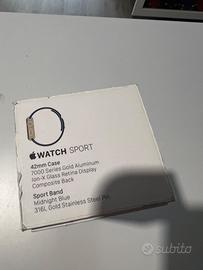 WATCH SPORT
42mm Case
7000 Series Gold Aluminum
Ion-X Glass Retina Display
Composite Back
Sport Band
Midnight Blue
316L Gold Stainless Steel Pin
subito